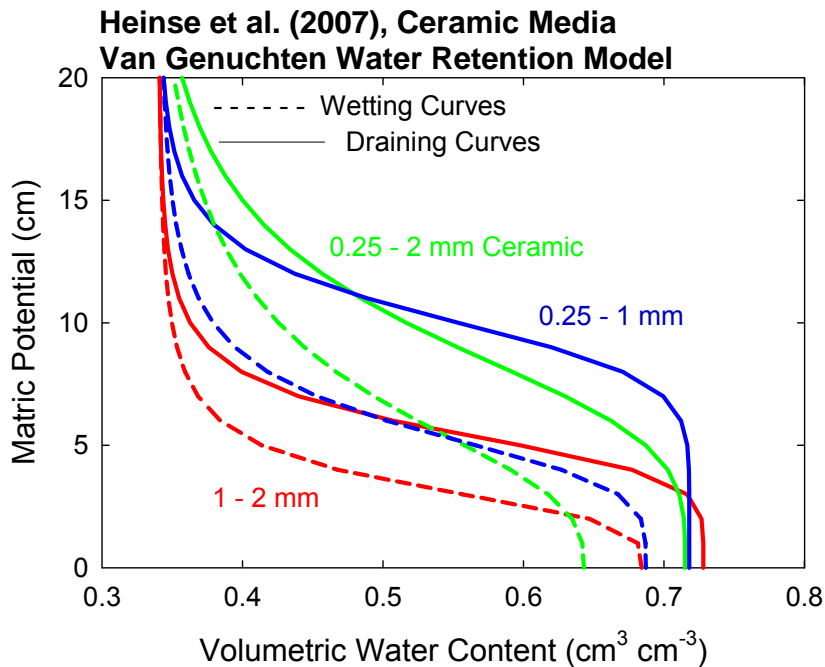 Heinse et al. (2007), Ceramic Media
Van Genuchten Water Retention Model
20
Wetting Curves
Draining Curves
15
0.25 - 2 mm Ceramic
0.25 - 1 mm
10
Matric Potential (cm)
5
1 - 2 mm
0
0.3 0.4 0.5 0.6 0.7 0.8
Volumetric Water Content (cm³ cm⁻³)